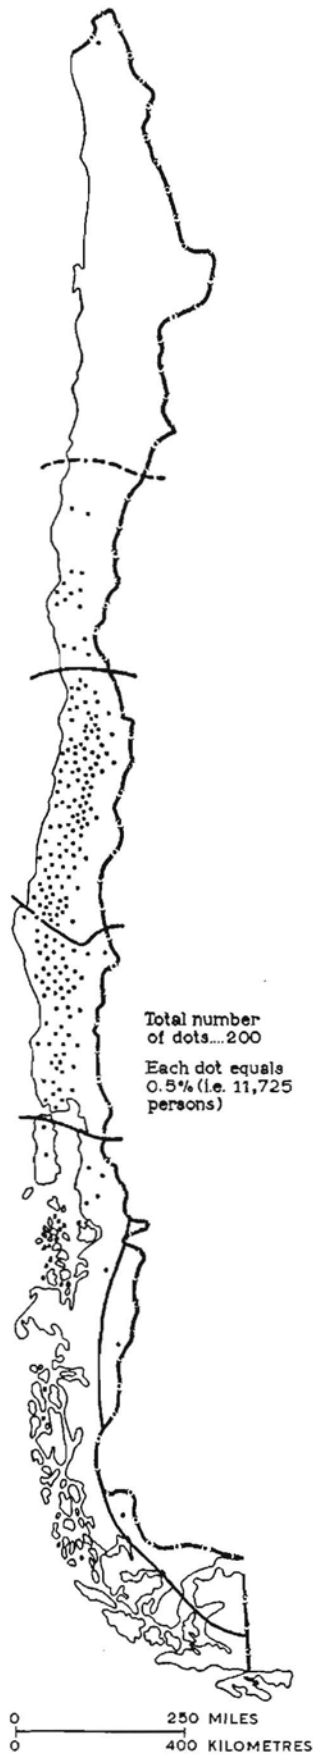 Total number
of dots....200
Each dot equals
0.5% (i.e. 11,725
persons)
0 250 MILES
0 400 KILOMETRES